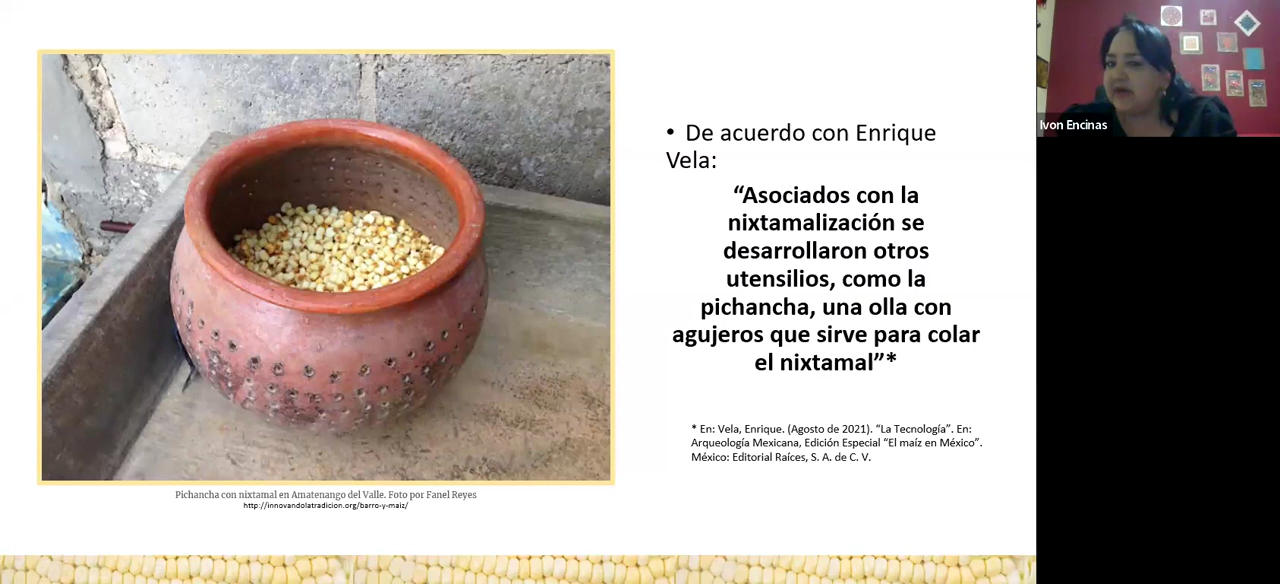 • De acuerdo con Enrique
Vela:
“Asociados con la
nixtamalización se
desarrollaron otros
utensilios, como la
pichancha, una olla con
agujeros que sirve para colar
el nixtamal”*
* En: Vela, Enrique. (Agosto de 2021). “La Tecnología”. En:
Arqueología Mexicana, Edición Especial “El maíz en México”.
México: Editorial Raíces, S. A. de C. V.
Pichancha con nixtamal en Amatenango del Valle. Foto por Fanel Reyes
http://innovandolatradicion.org/barro-y-maiz/
Ivon Encinas